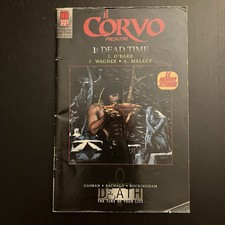 il
CORVO
PRESENTA
1: DEAD TIME
J. O'BARR
J. WAGNER • A. MALEEV
GAIMAN • BACHALO • BUCKINGHAM
DEATH
THE TIME OF YOUR LIFE